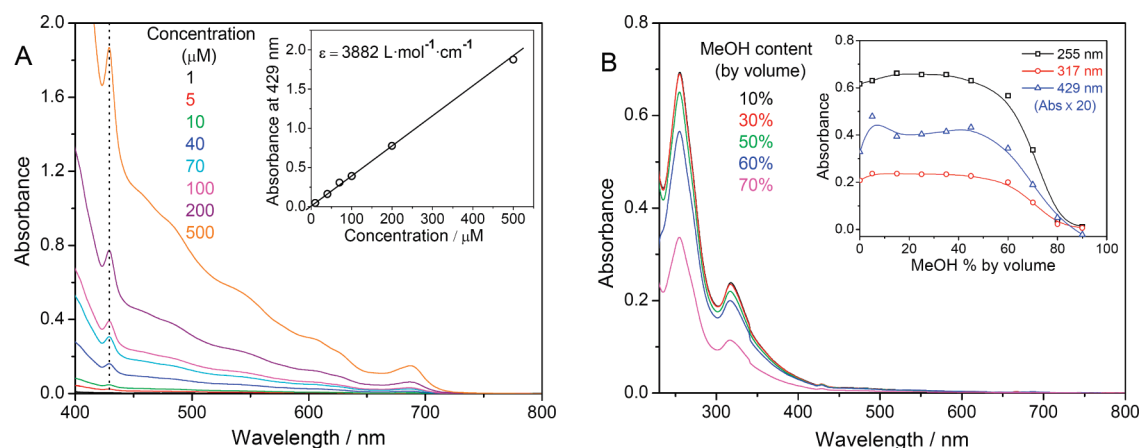 A
Concentration
(μM)
1
5
10
40
70
100
200
500
ε = 3882 L·mol⁻¹·cm⁻¹
Absorbance at 429 nm
2.0
1.5
1.0
0.5
0.0
0 100 200 300 400 500
Concentration / μM
Absorbance
2.0
1.6
1.2
0.8
0.4
0.0
400 500 600 700 800
Wavelength / nm
B
MeOH content
(by volume)
10%
30%
50%
60%
70%
255 nm
317 nm
429 nm
(Abs x 20)
Absorbance
0.8
0.6
0.4
0.2
0.0
0 20 40 60 80 100
MeOH % by volume
Absorbance
0.8
0.6
0.4
0.2
0.0
300 400 500 600 700 800
Wavelength / nm